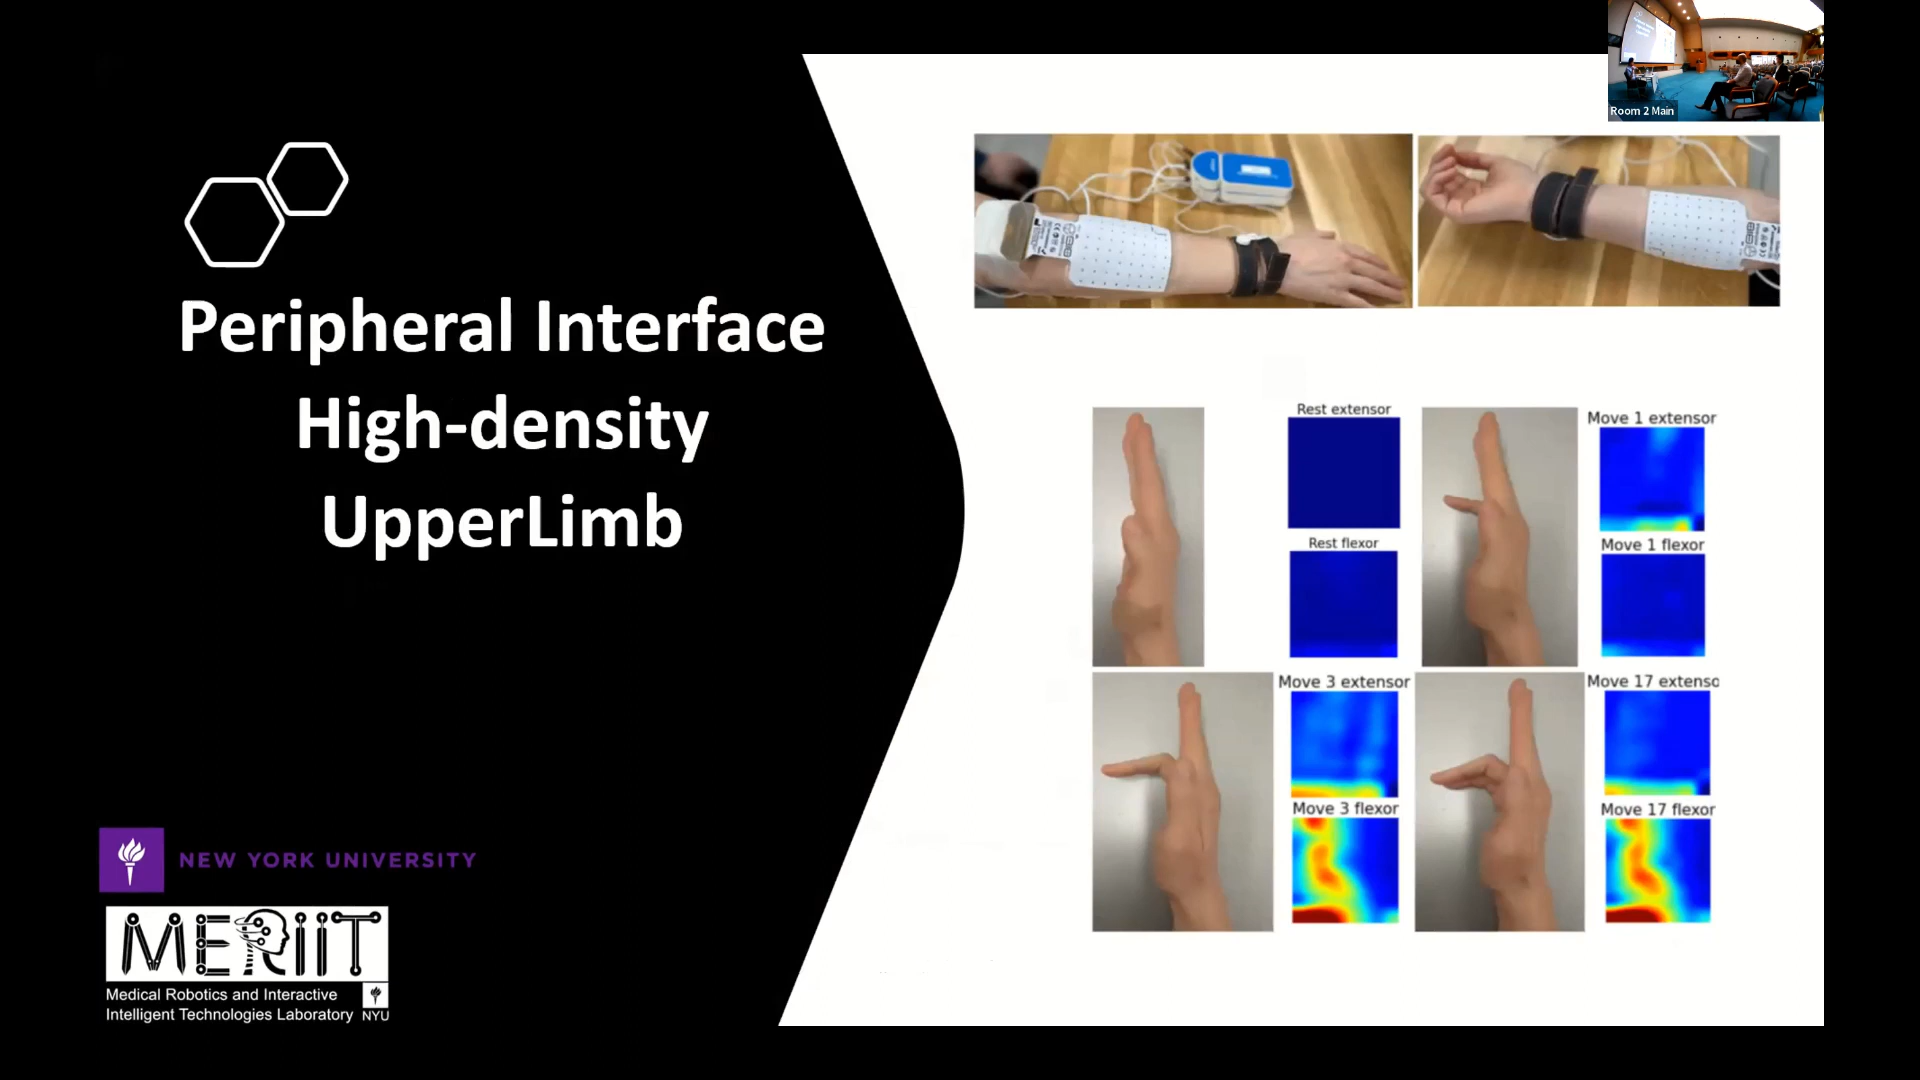 Room 2 Main
Peripheral Interface
High-density
UpperLimb
Rest extensor
Move 1 extensor
Rest flexor
Move 1 flexor
Move 3 extensor
Move 17 extensc
Move 3 flexor
Move 17 flexor
NEW YORK UNIVERSITY
MERIIT
Medical Robotics and Interactive
Intelligent Technologies Laboratory NYU